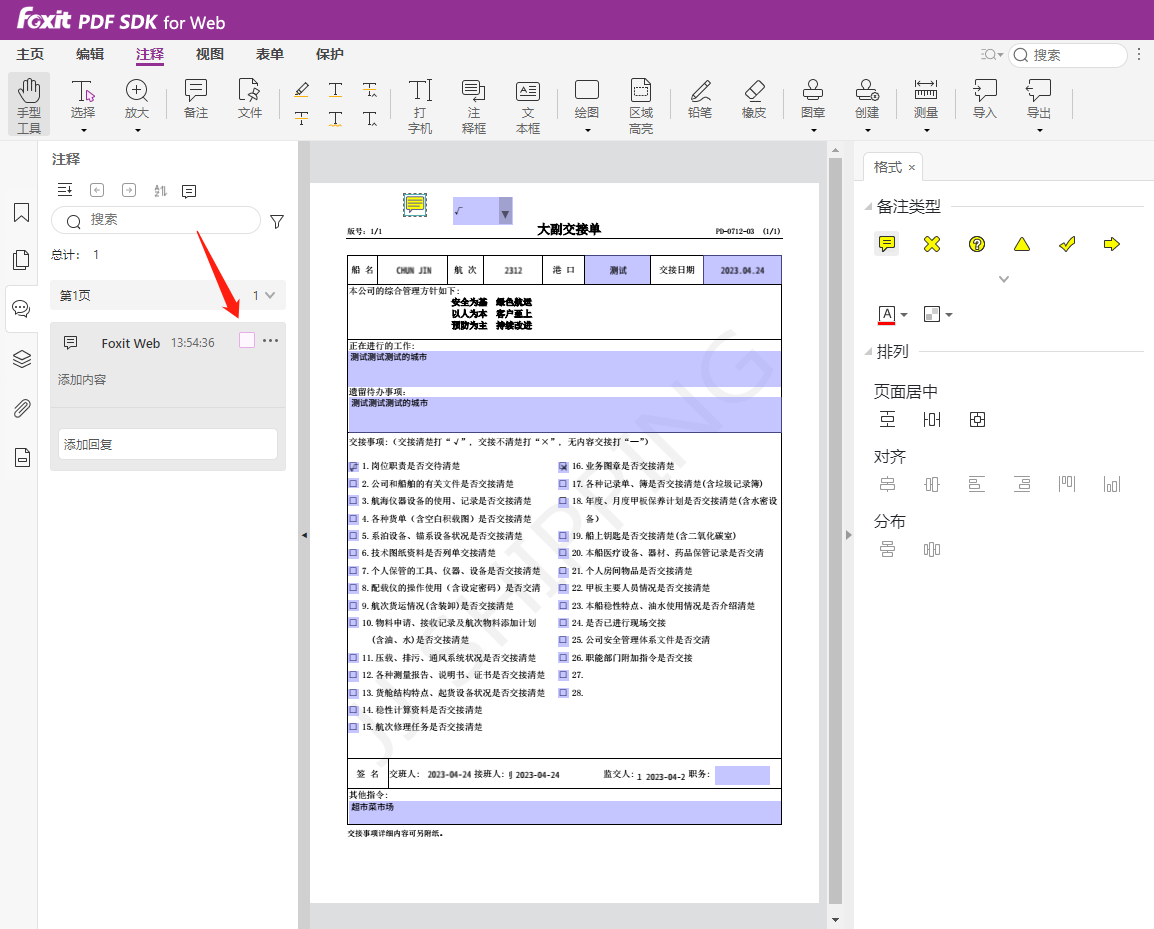 Foxit PDF SDK for Web
主页 编辑 注释 视图 表单 保护 搜索
手型工具 选择 放大 备注 文件 打字机 注释框 文本框 绘图 区域高亮 铅笔 橡皮 图章 创建 测量 导入 导出
注释
搜索
总计： 1
第1页 1
Foxit Web 13:54:36
添加内容
添加回复
√
版号：1/1 大副交接单 PD-0712-03 (1/1)
船 名 CHUN JIN 航 次 2312 港 口 测试 交接日期 2023.04.24
本公司的综合管理方针如下：
安全为基 绿色航运
以人为本 客户至上
预防为主 持续改进
正在进行的工作：
测试测试测试的城市
遗留待办事项：
测试测试测试的城市
交接事项：（交接清楚打“√”，交接不清楚打“×”，无内容交接打“一”）
1. 岗位职责是否交待清楚
2. 公司和船舶的有关文件是否交接清楚
3. 航海仪器设备的使用、记录是否交接清楚
4. 各种货单（含空白积载图）是否交接清楚
5. 系泊设备、锚系设备状况是否交接清楚
6. 技术图纸资料是否列单交接清楚
7. 个人保管的工具、仪器、设备是否交接清楚
8. 配载仪的操作使用（含设定密码）是否交清
9. 航次货运情况(含装卸)是否交接清楚
10. 物料申请、接收记录及航次物料添加计划
(含油、水)是否交接清楚
11. 压载、排污、通风系统状况是否交接清楚
12. 各种测量报告、说明书、证书是否交接清楚
13. 货舱结构特点、起货设备状况是否交接清楚
14. 稳性计算资料是否交接清楚
15. 航次修理任务是否交接清楚
16. 业务图章是否交接清楚
17. 各种记录单、簿是否交接清楚(含垃圾记录簿)
18. 年度、月度甲板保养计划是否交接清楚(含水密设
备）
19. 船上钥匙是否交接清楚(含二氧化碳室)
20. 本船医疗设备、器材、药品保管记录是否交清
21. 个人房间物品是否交接清楚
22. 甲板主要人员情况是否交接清楚
23. 本船稳性特点、油水使用情况是否介绍清楚
24. 是否已进行现场交接
25. 公司安全管理体系文件是否交清
26. 职能部门附加指令是否交接
27.
28.
签 名 交班人： 2023-04-24 接班人： 2023-04-24 监交人： 1 2023-04-2 职务：
其他指令：
超市菜市场
交接事项详细内容可另附纸。
SHIPPING
格式 ×
备注类型
A
排列
页面居中
对齐
分布